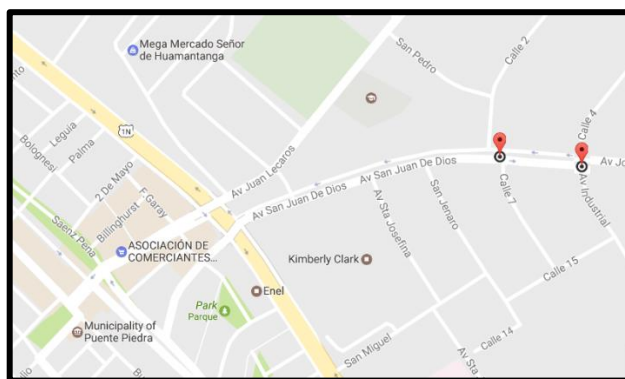 Mega Mercado Señor
de Huamantanga
San Pedro
Calle 2
Calle 4
1N
Leguia
Palma
Bolognesi
2 De Mayo
F. Garay
Billinghurst
Saenz Peña
Av Juan Lecaros
Av San Juan De Dios
Av San Juan De Dios
Av Jo
Calle 7
Av Industrial
San Jenaro
Av Sta Josefina
ASOCIACIÓN DE
COMERCIANTES...
Kimberly Clark
Calle 15
Enel
Park
Parque
Municipality of
Puente Piedra
San Miguel
Calle 14
Av Sta